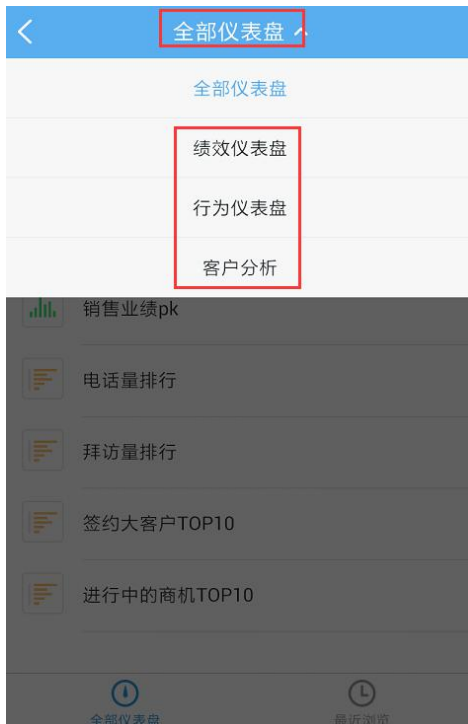 全部仪表盘
全部仪表盘
绩效仪表盘
行为仪表盘
客户分析
销售业绩pk
电话量排行
拜访量排行
签约大客户TOP10
进行中的商机TOP10
全部仪表盘
最近浏览